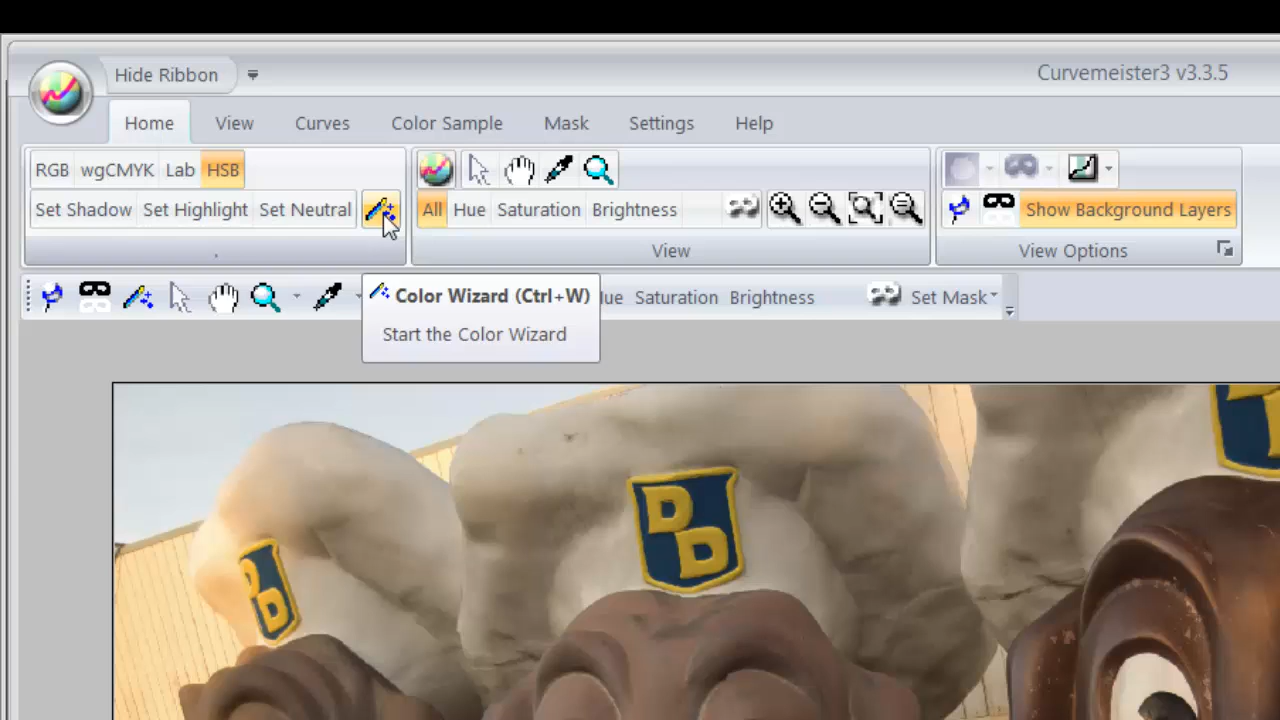 Hide Ribbon
Curvemeister3 v3.3.5
Home View Curves Color Sample Mask Settings Help
RGB wgCMYK Lab HSB
Set Shadow Set Highlight Set Neutral All Hue Saturation Brightness Show Background Layers
. View View Options
Color Wizard (Ctrl+W) ue Saturation Brightness Set Mask
Start the Color Wizard
D
D
D
D